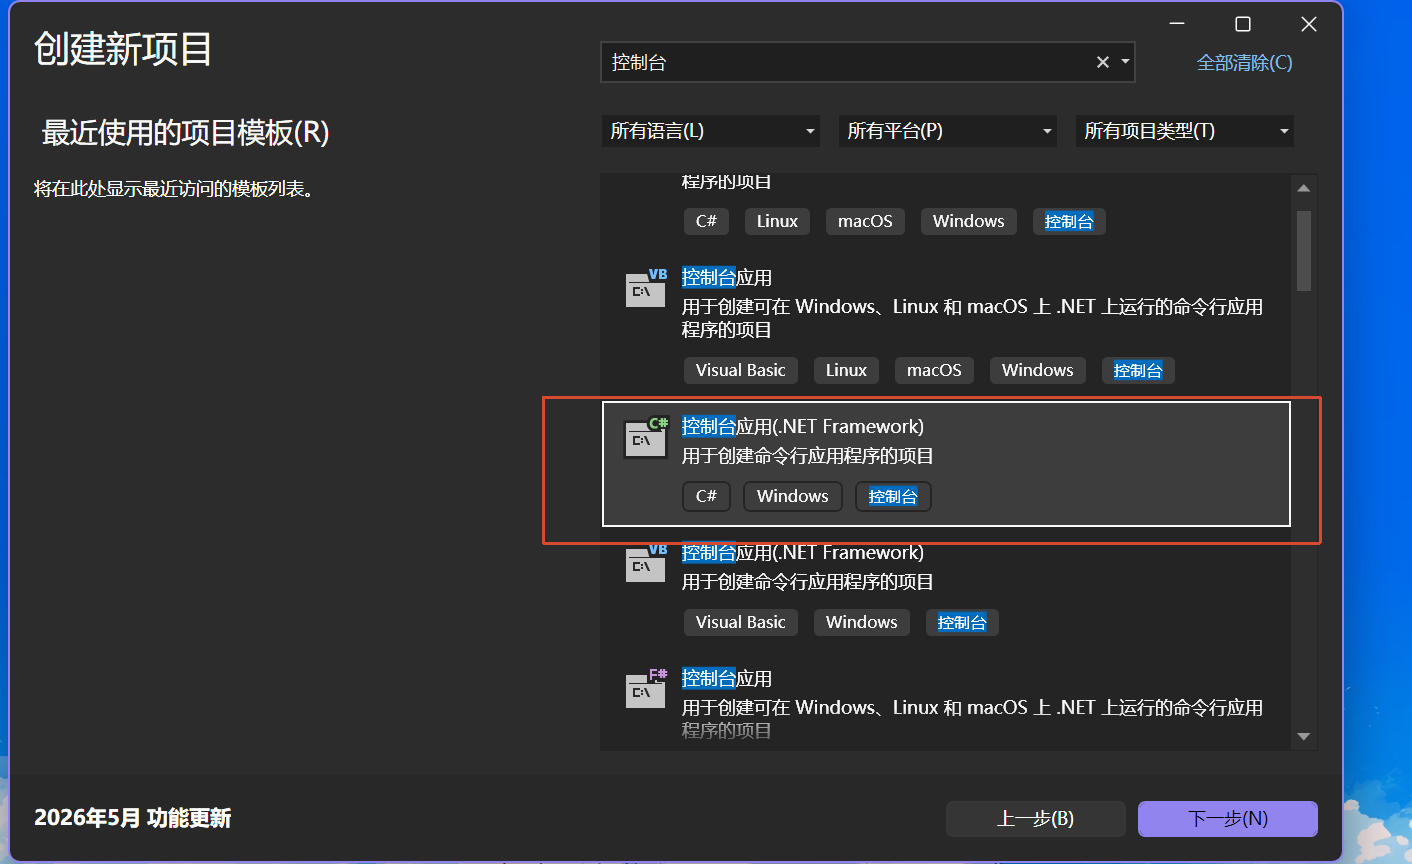 创建新项目
控制台
全部清除(C)
最近使用的项目模板(R)
将在此处显示最近访问的模板列表。
所有语言(L)
所有平台(P)
所有项目类型(T)
程序的项目
C# Linux macOS Windows 控制台
VB
C:\
控制台应用
用于创建可在 Windows、Linux 和 macOS 上 .NET 上运行的命令行应用
程序的项目
Visual Basic Linux macOS Windows 控制台
C#
C:\
控制台应用(.NET Framework)
用于创建命令行应用程序的项目
C# Windows 控制台
VB
C:\
控制台应用(.NET Framework)
用于创建命令行应用程序的项目
Visual Basic Windows 控制台
F#
C:\
控制台应用
用于创建可在 Windows、Linux 和 macOS 上 .NET 上运行的命令行应用
程序的项目
2026年5月 功能更新
上一步(B)
下一步(N)